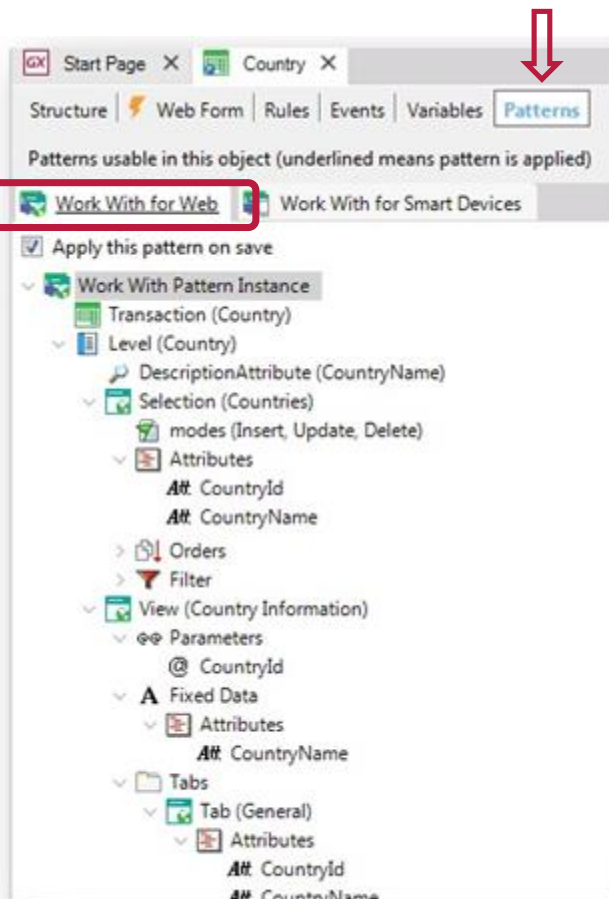 GX Start Page X Country X
Structure Web Form Rules Events Variables Patterns
Patterns usable in this object (underlined means pattern is applied)
Work With for Web Work With for Smart Devices
Apply this pattern on save
Work With Pattern Instance
Transaction (Country)
Level (Country)
DescriptionAttribute (CountryName)
Selection (Countries)
modes (Insert, Update, Delete)
Attributes
Att CountryId
Att CountryName
Orders
Filter
View (Country Information)
Parameters
@ CountryId
A Fixed Data
Attributes
Att CountryName
Tabs
Tab (General)
Attributes
Att CountryId
Att CountryName